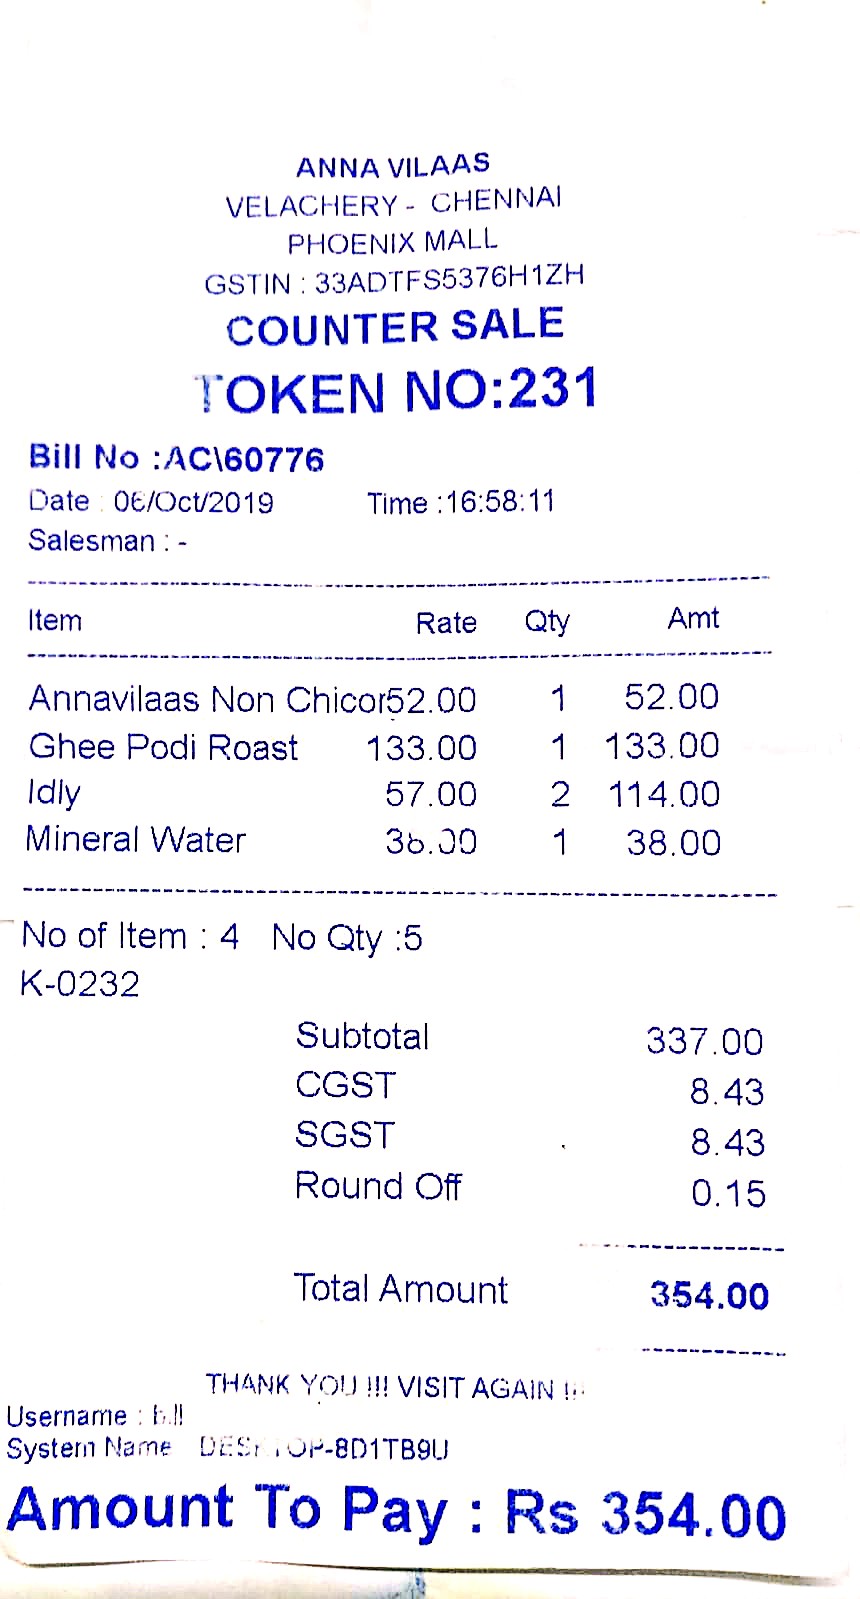 ANNA VILAAS
VELACHERY - CHENNAI
PHOENIX MALL
GSTIN : 33ADTFS5376H1ZH
COUNTER SALE
TOKEN NO:231
Bill No :AC\60776
Date : 06/Oct/2019 Time :16:58:11
Salesman : -
Item Rate Qty Amt
Annavilaas Non Chicor52.00 1 52.00
Ghee Podi Roast 133.00 1 133.00
Idly 57.00 2 114.00
Mineral Water 38.00 1 38.00
No of Item : 4 No Qty :5
K-0232
Subtotal 337.00
CGST 8.43
SGST 8.43
Round Off 0.15
Total Amount 354.00
THANK YOU !!! VISIT AGAIN !!!
Username : bill
System Name DESKTOP-8D1TB9U
Amount To Pay : Rs 354.00